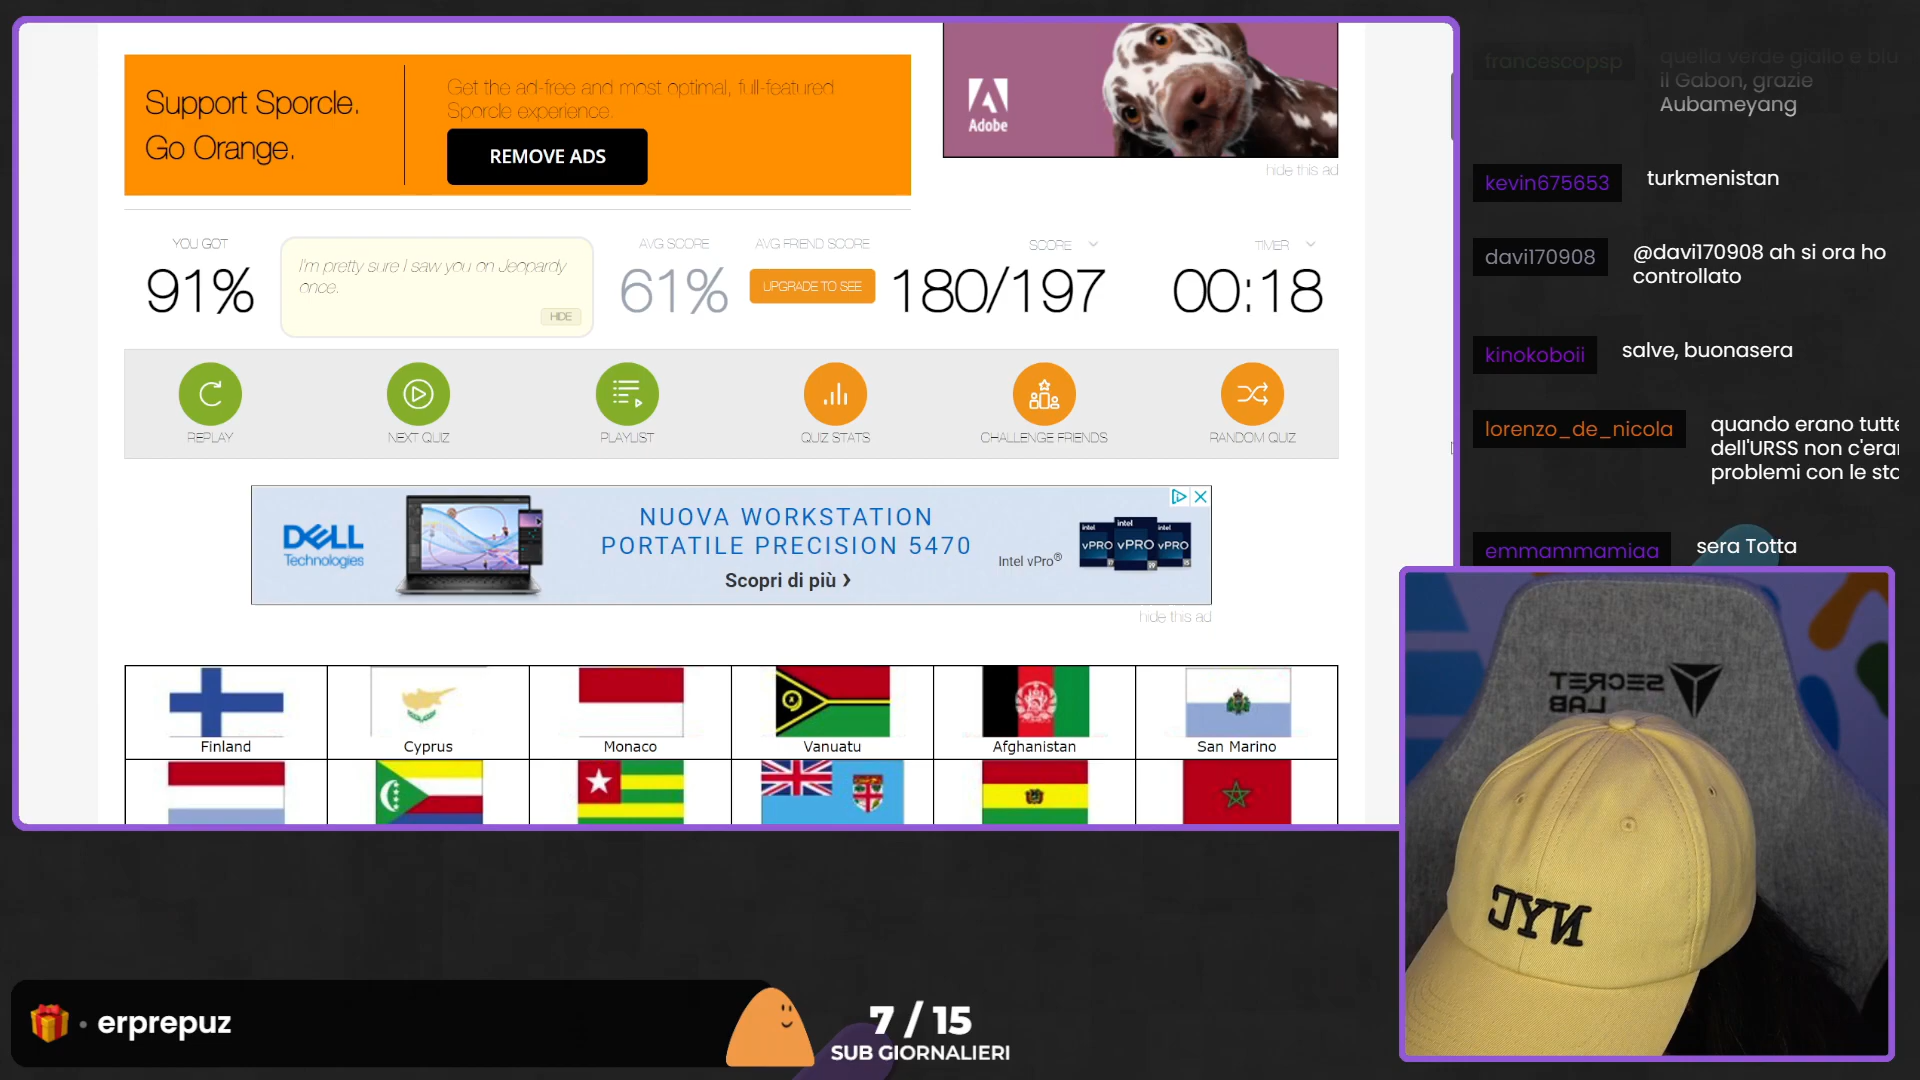 Support Sporcle.
Go Orange.
Get the ad-free and most optimal, full-featured
Sporcle experience.
REMOVE ADS
Adobe
hide this ad
YOU GOT
91%
I'm pretty sure I saw you on Jeopardy
once.
HIDE
AVG SCORE
61%
AVG FRIEND SCORE
UPGRADE TO SEE
SCORE
180/197
TIMER
00:18
REPLAY
NEXT QUIZ
PLAYLIST
QUIZ STATS
CHALLENGE FRIENDS
RANDOM QUIZ
DELL
Technologies
NUOVA WORKSTATION
PORTATILE PRECISION 5470
Scopri di più ›
Intel vPro®
intel
vPRO
intel
vPRO
intel
vPRO
hide this ad
Finland
Cyprus
Monaco
Vanuatu
Afghanistan
San Marino
francescopsp
quella verde giallo e blu
il Gabon, grazie
Aubameyang
kevin675653
turkmenistan
davi170908
@davi170908 ah si ora ho
controllato
kinokoboii
salve, buonasera
lorenzo_de_nicola
quando erano tutte
dell'URSS non c'era
problemi con le sta
emmammamiaa
sera Totta
SECRET
LAB
NYC
• erprepuz
7 / 15
SUB GIORNALIERI